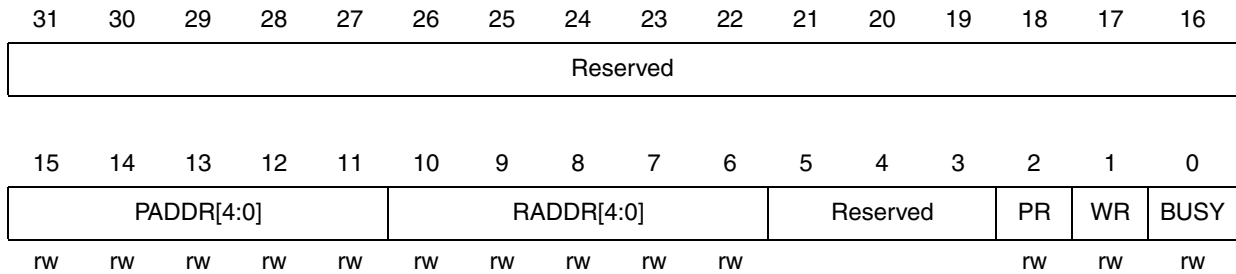 31 30 29 28 27 26 25 24 23 22 21 20 19 18 17 16
Reserved
15 14 13 12 11 10 9 8 7 6 5 4 3 2 1 0
PADDR[4:0] RADDR[4:0] Reserved PR WR BUSY
rw rw rw rw rw rw rw rw rw rw rw rw rw